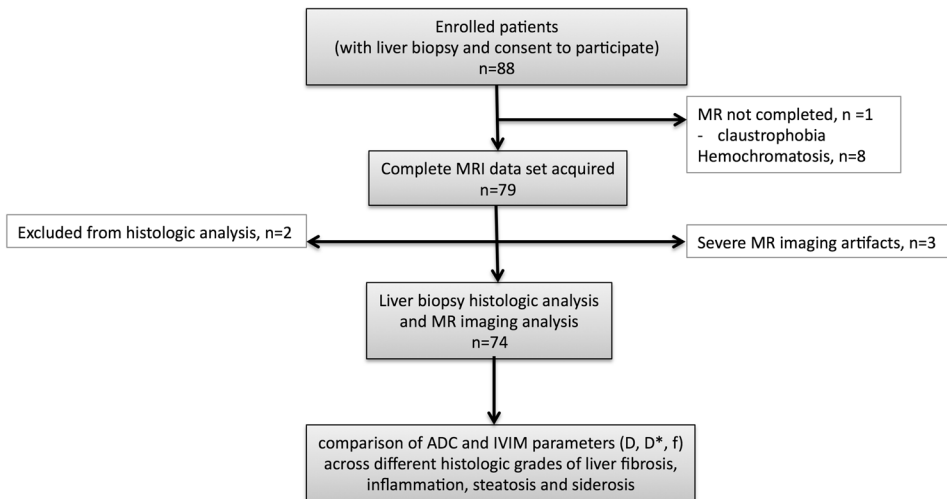 Enrolled patients
(with liver biopsy and consent to participate)
n=88
MR not completed, n =1
- claustrophobia
Hemochromatosis, n=8
Complete MRI data set acquired
n=79
Excluded from histologic analysis, n=2
Severe MR imaging artifacts, n=3
Liver biopsy histologic analysis
and MR imaging analysis
n=74
comparison of ADC and IVIM parameters (D, D*, f)
across different histologic grades of liver fibrosis,
inflammation, steatosis and siderosis